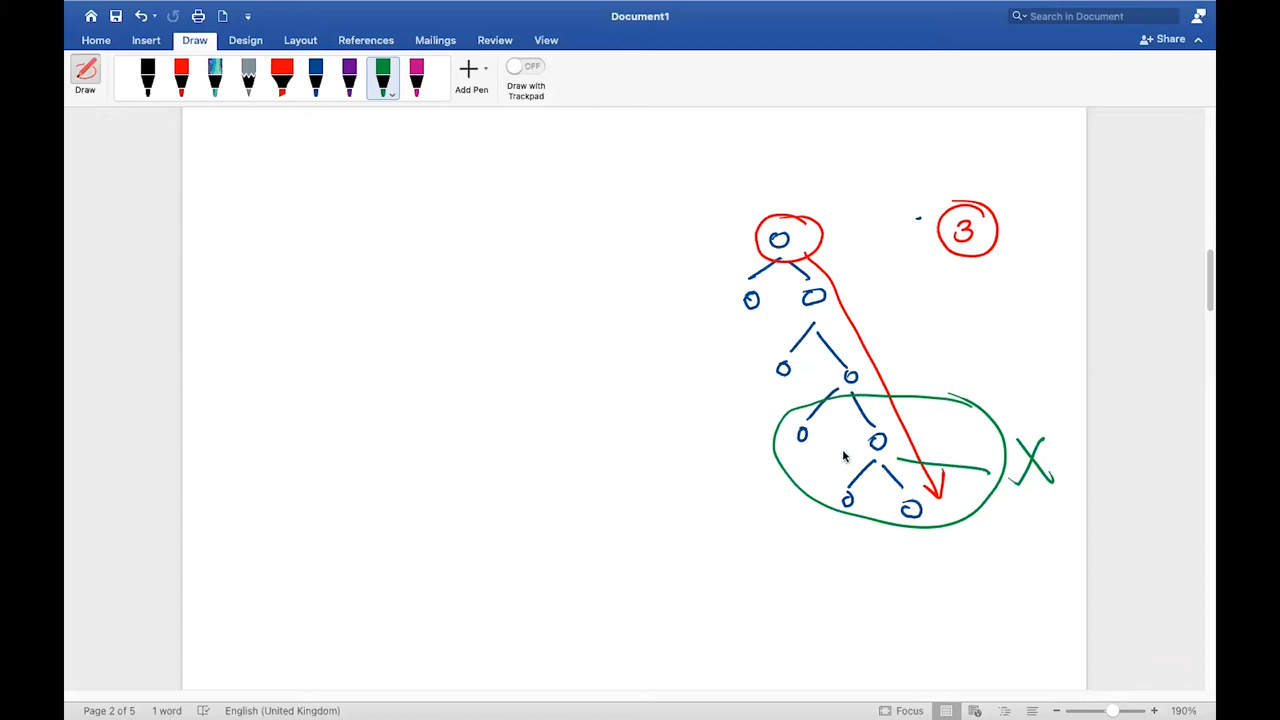 Document1
Search in Document
Home Insert Draw Design Layout References Mailings Review View
Share
Draw
Add Pen
OFF
Draw with
Trackpad
3
X
Page 2 of 5 1 word English (United Kingdom)
Focus
190%